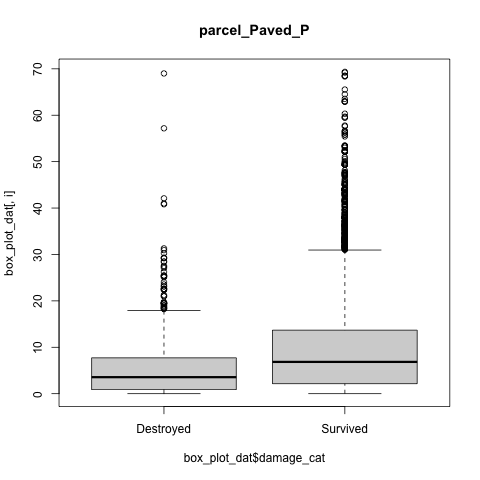 parcel_Paved_P
box_plot_dat[, i]
70
60
50
40
30
20
10
0
Destroyed
Survived
box_plot_dat$damage_cat